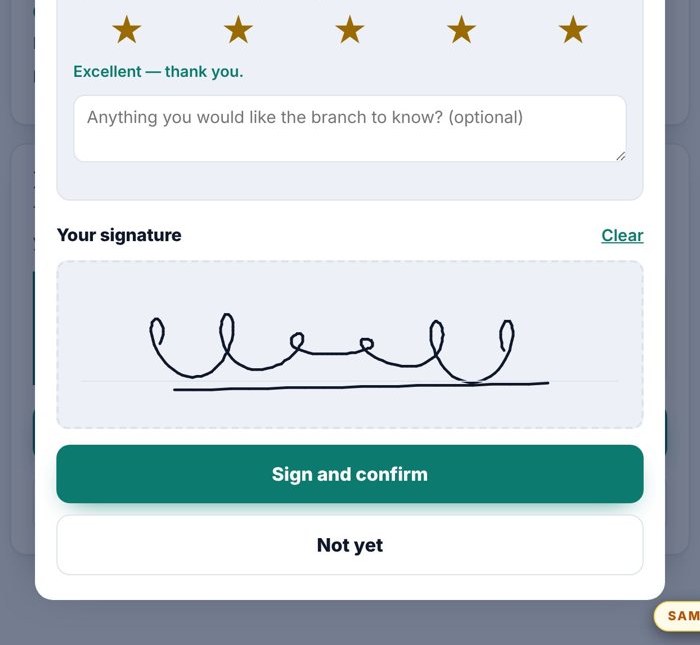 Excellent — thank you.
Anything you would like the branch to know? (optional)
Your signature
Clear
Sign and confirm
Not yet
SAM